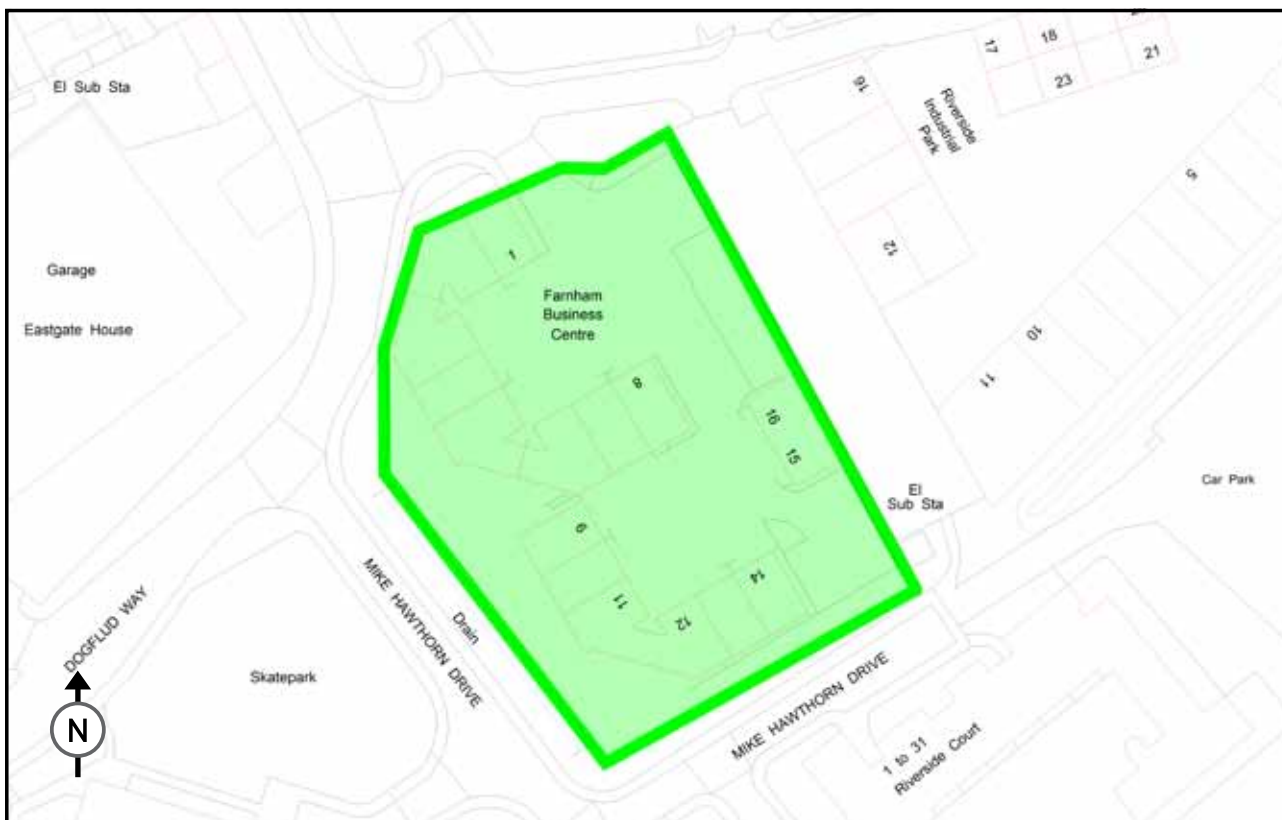 El Sub Sta
17
18
21
23
16
Riverside
Industrial
Park
5
12
10
11
Garage
Eastgate House
1
Farnham
Business
Centre
8
16
15
El
Sub Sta
Car Park
9
11
12
14
MIKE HAWTHORN DRIVE
Drain
DOGFLUD WAY
Skatepark
N
MIKE HAWTHORN DRIVE
1 to 31
Riverside Court